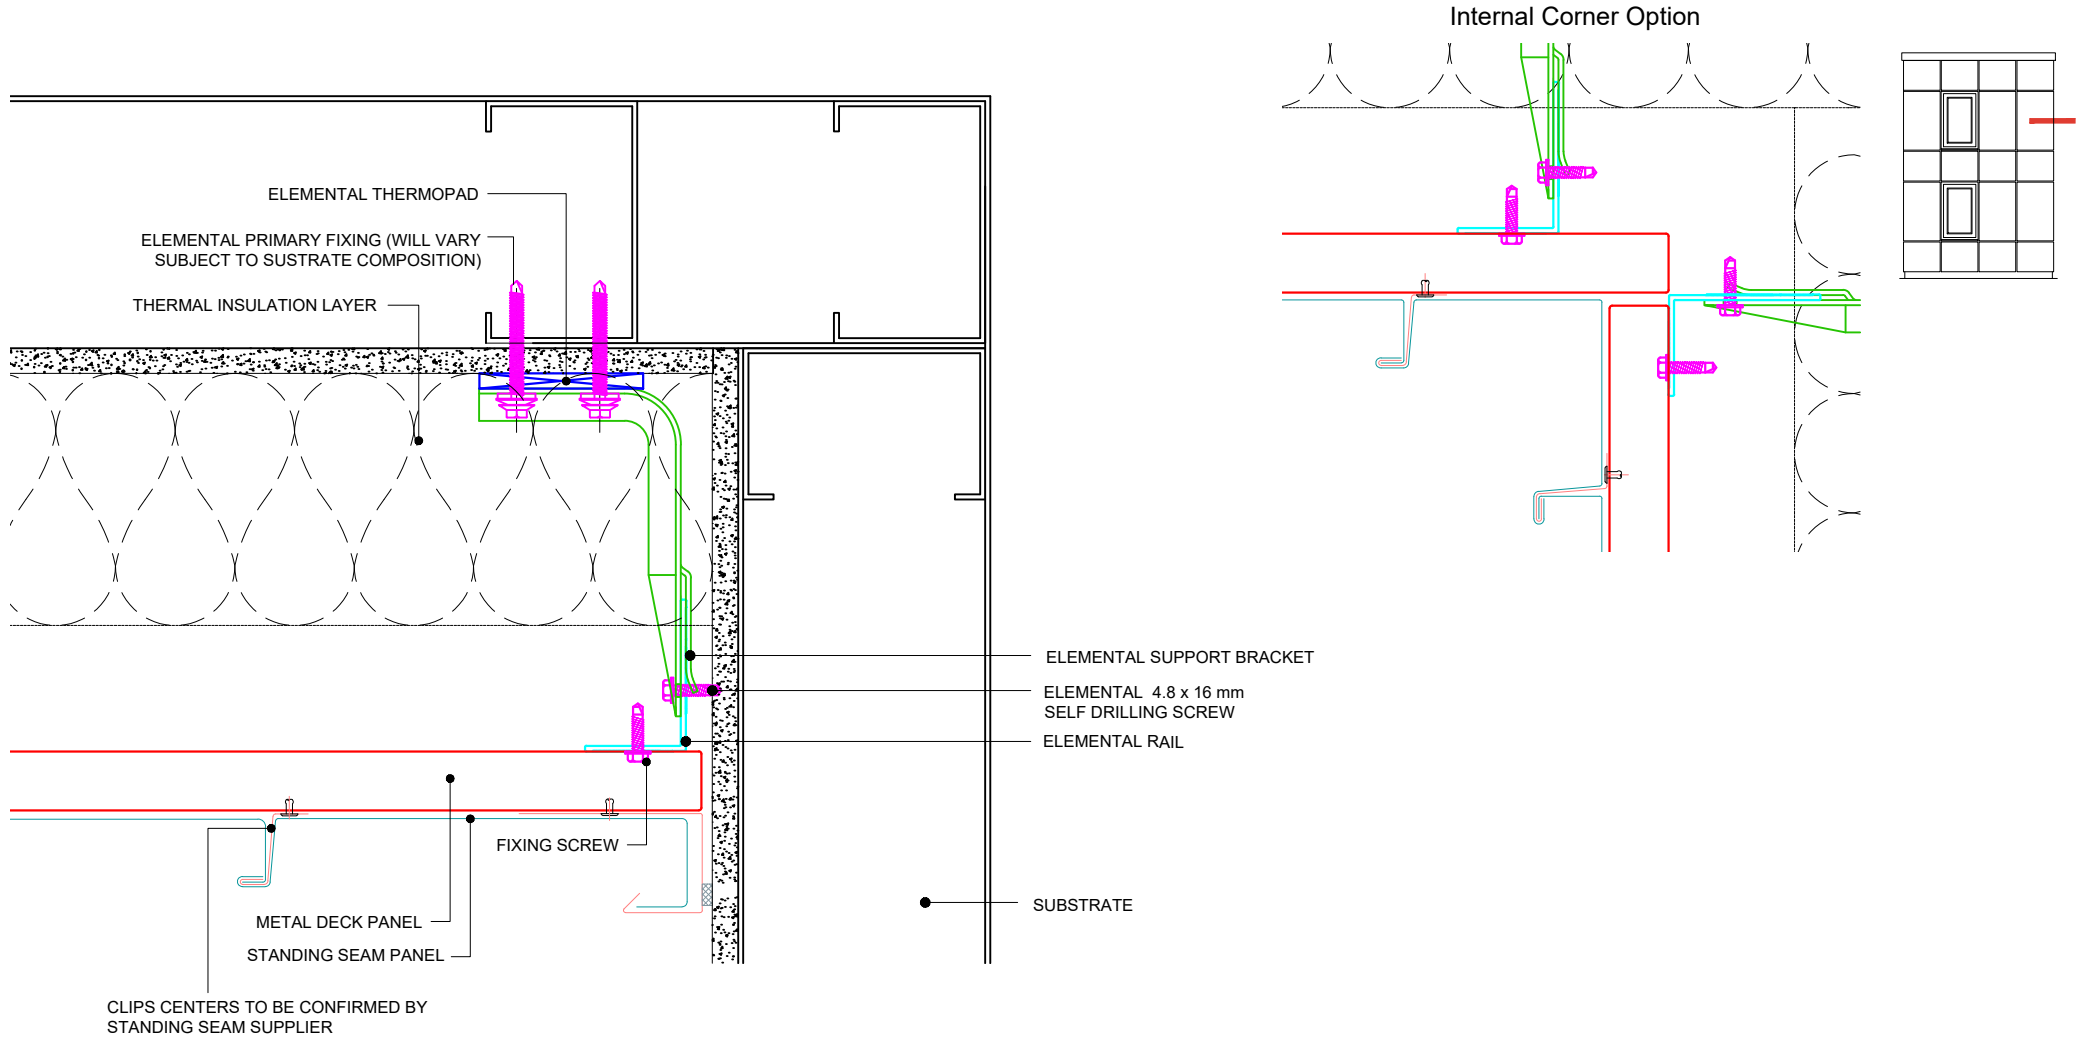 Internal Corner Option
ELEMENTAL THERMOPAD
ELEMENTAL PRIMARY FIXING (WILL VARY
SUBJECT TO SUSTRATE COMPOSITION)
THERMAL INSULATION LAYER
ELEMENTAL SUPPORT BRACKET
ELEMENTAL 4.8 x 16 mm
SELF DRILLING SCREW
ELEMENTAL RAIL
FIXING SCREW
SUBSTRATE
METAL DECK PANEL
STANDING SEAM PANEL
CLIPS CENTERS TO BE CONFIRMED BY
STANDING SEAM SUPPLIER